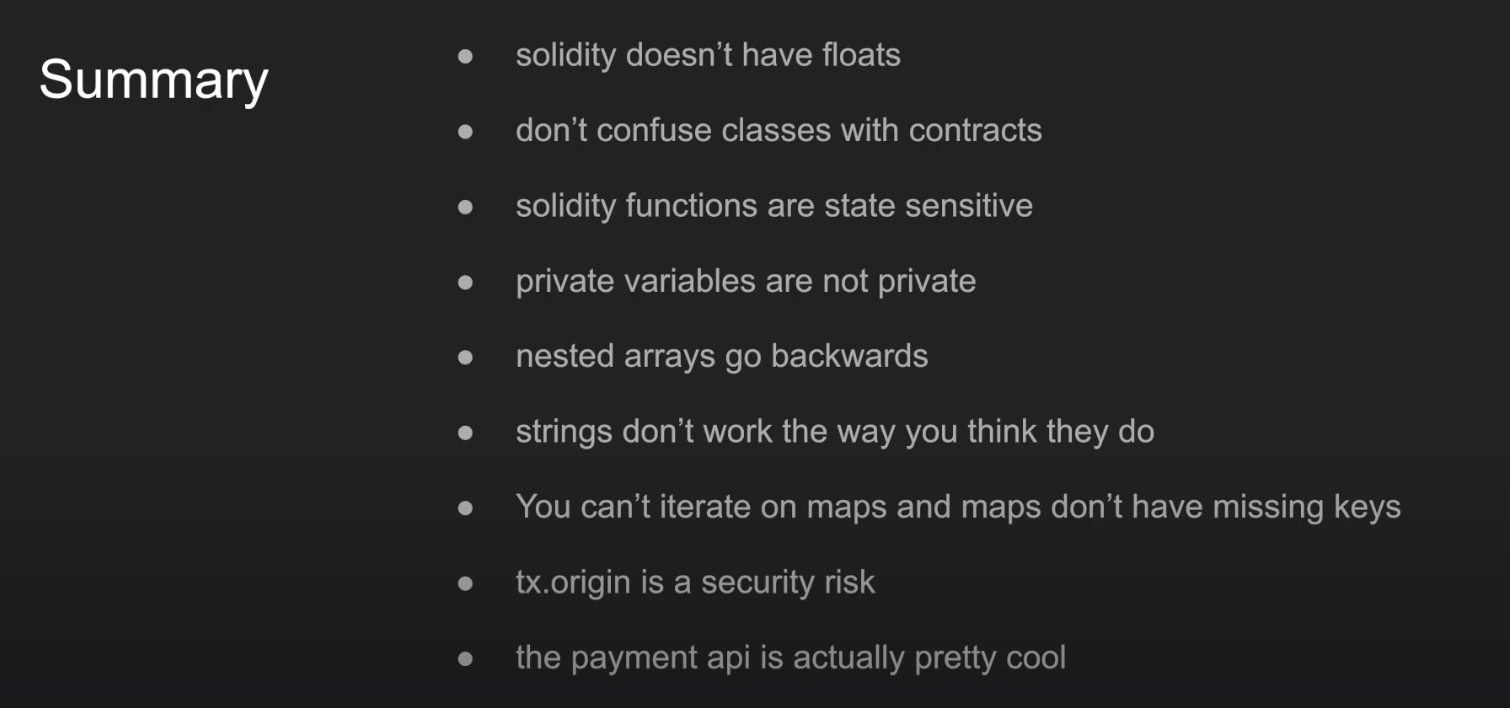 Summary
● solidity doesn’t have floats
● don’t confuse classes with contracts
● solidity functions are state sensitive
● private variables are not private
● nested arrays go backwards
● strings don’t work the way you think they do
● You can’t iterate on maps and maps don’t have missing keys
● tx.origin is a security risk
● the payment api is actually pretty cool